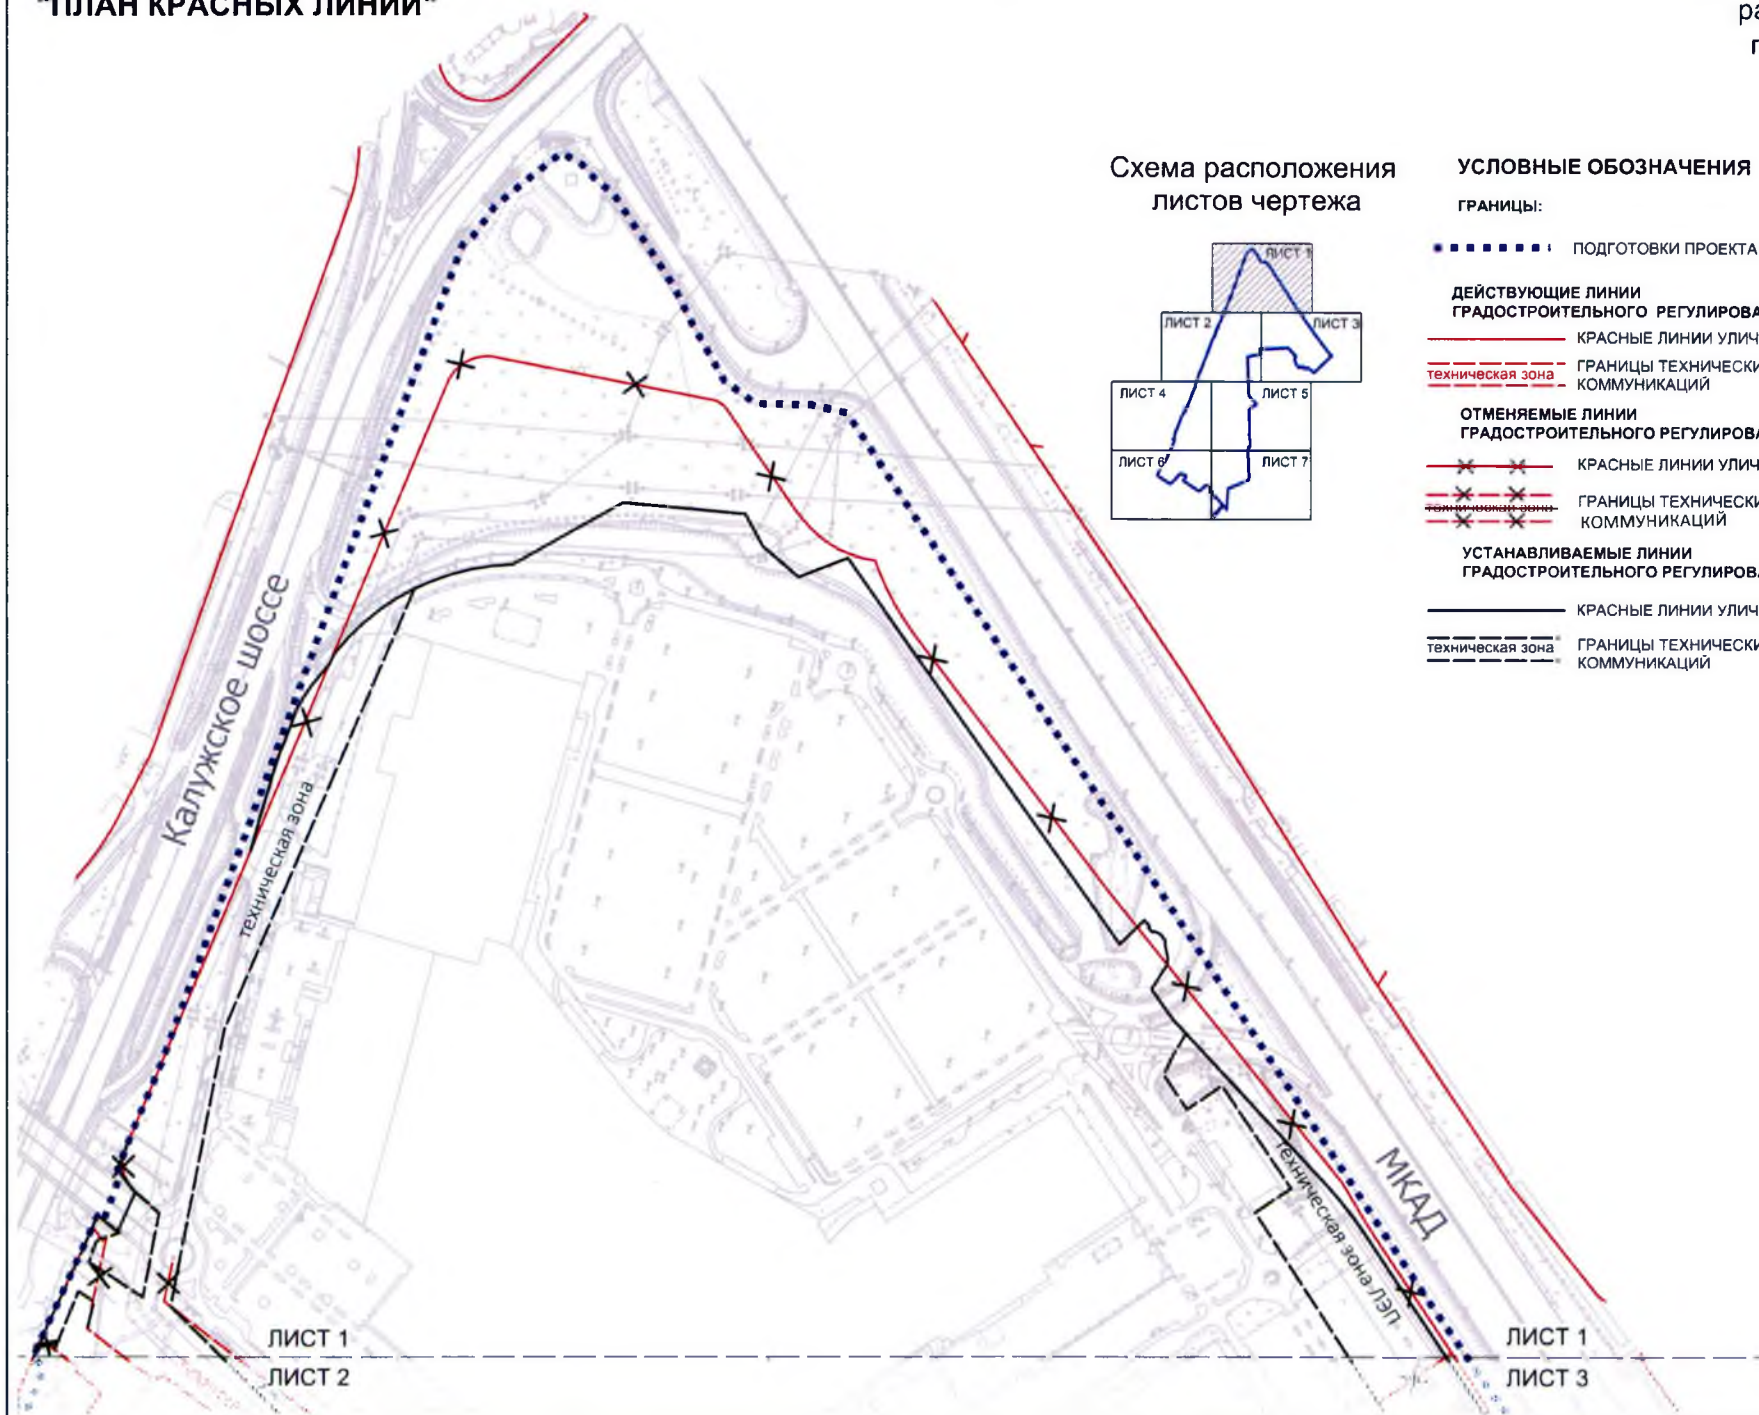 "ПЛАН КРАСНЫХ ЛИНИЙ"
Схема расположения
листов чертежа
ЛИСТ 1
ЛИСТ 2
ЛИСТ 3
ЛИСТ 4
ЛИСТ 5
ЛИСТ 6
ЛИСТ 7
УСЛОВНЫЕ ОБОЗНАЧЕНИЯ
ГРАНИЦЫ:
ПОДГОТОВКИ ПРОЕКТА
ДЕЙСТВУЮЩИЕ ЛИНИИ
ГРАДОСТРОИТЕЛЬНОГО РЕГУЛИРОВА
КРАСНЫЕ ЛИНИИ УЛИЧ
техническая зона
ГРАНИЦЫ ТЕХНИЧЕСКИ
КОММУНИКАЦИЙ
ОТМЕНЯЕМЫЕ ЛИНИИ
ГРАДОСТРОИТЕЛЬНОГО РЕГУЛИРОВА
КРАСНЫЕ ЛИНИИ УЛИЧ
техническая зона
ГРАНИЦЫ ТЕХНИЧЕСКИ
КОММУНИКАЦИЙ
УСТАНАВЛИВАЕМЫЕ ЛИНИИ
ГРАДОСТРОИТЕЛЬНОГО РЕГУЛИРОВА
КРАСНЫЕ ЛИНИИ УЛИЧ
техническая зона
ГРАНИЦЫ ТЕХНИЧЕСКИ
КОММУНИКАЦИЙ
Калужское шоссе
техническая зона
МКАД
техническая зона ЛЭП
ЛИСТ 1
ЛИСТ 2
ЛИСТ 1
ЛИСТ 3